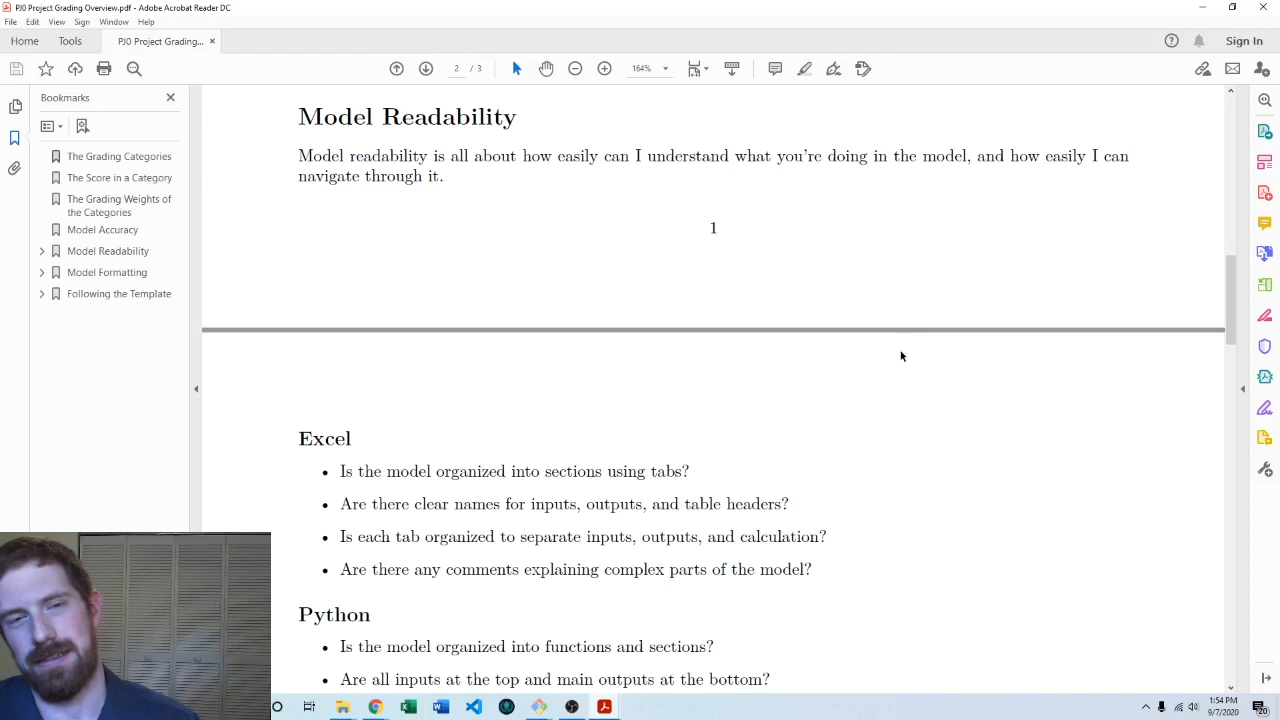 PJ0 Project Grading Overview.pdf - Adobe Acrobat Reader DC
File Edit View Sign Window Help
Home Tools PJ0 Project Grading... × Sign In
2 / 3 164%
Bookmarks
The Grading Categories
The Score in a Category
The Grading Weights of
the Categories
Model Accuracy
Model Readability
Model Formatting
Following the Template
Model Readability
Model readability is all about how easily can I understand what you're doing in the model, and how easily I can
navigate through it.
1
Excel
• Is the model organized into sections using tabs?
• Are there clear names for inputs, outputs, and table headers?
• Is each tab organized to separate inputs, outputs, and calculation?
• Are there any comments explaining complex parts of the model?
Python
• Is the model organized into functions and sections?
• Are all inputs at the top and main outputs at the bottom?
1:54 PM
9/7/2020
20